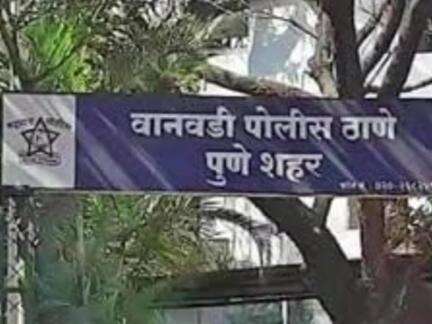 वानवडी पोलीस ठाणे
पुणे शहर